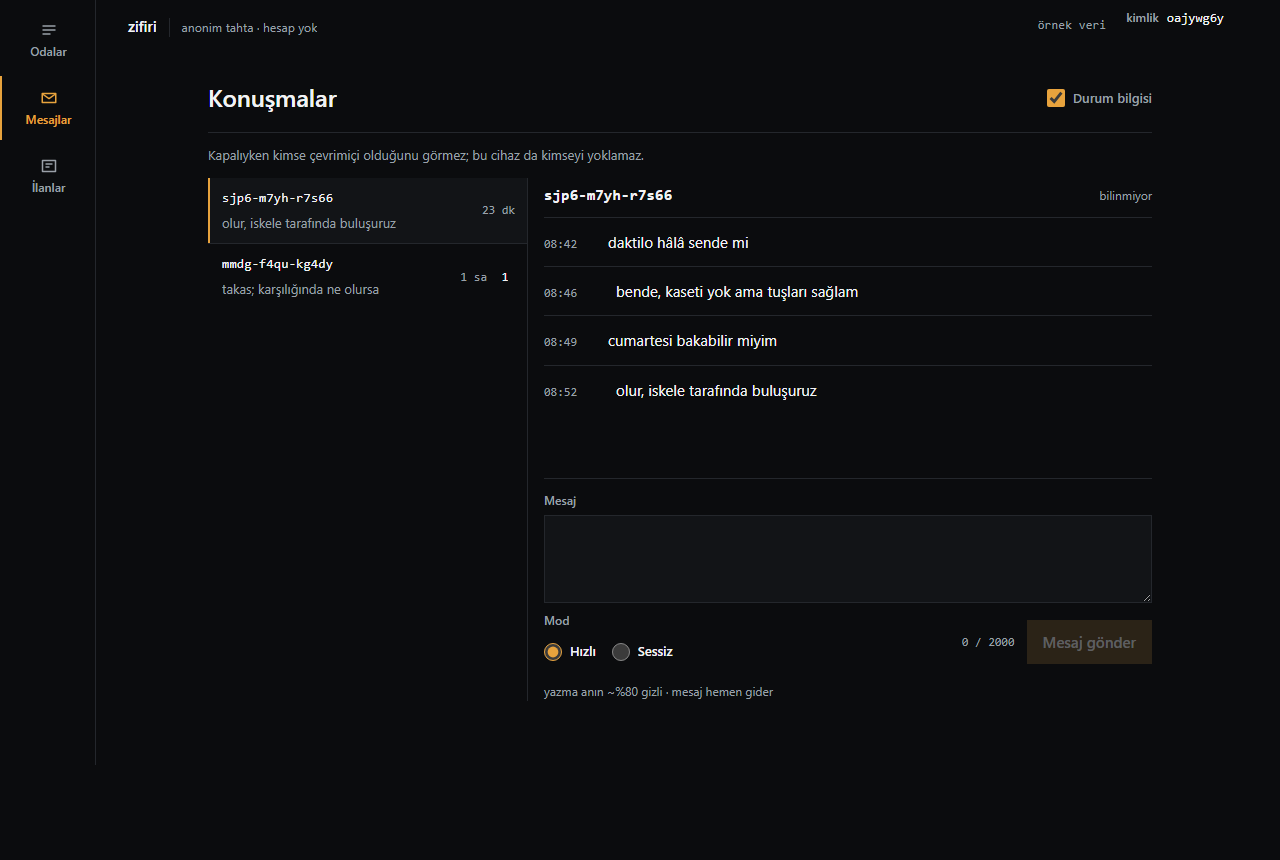 Odalar
Mesajlar
İlanlar
zifiri
anonim tahta · hesap yok
örnek veri
kimlik oajywg6y
Konuşmalar
Durum bilgisi
Kapalıyken kimse çevrimiçi olduğunu görmez; bu cihaz da kimseyi yoklamaz.
sjp6-m7yh-r7s66
23 dk
olur, iskele tarafında buluşuruz
mmdg-f4qu-kg4dy
1 sa 1
takas; karşılığında ne olursa
sjp6-m7yh-r7s66
bilinmiyor
08:42 daktilo hâlâ sende mi
08:46 bende, kaseti yok ama tuşları sağlam
08:49 cumartesi bakabilir miyim
08:52 olur, iskele tarafında buluşuruz
Mesaj
Mod
Hızlı Sessiz
0 / 2000
Mesaj gönder
yazma anın ~%80 gizli · mesaj hemen gider